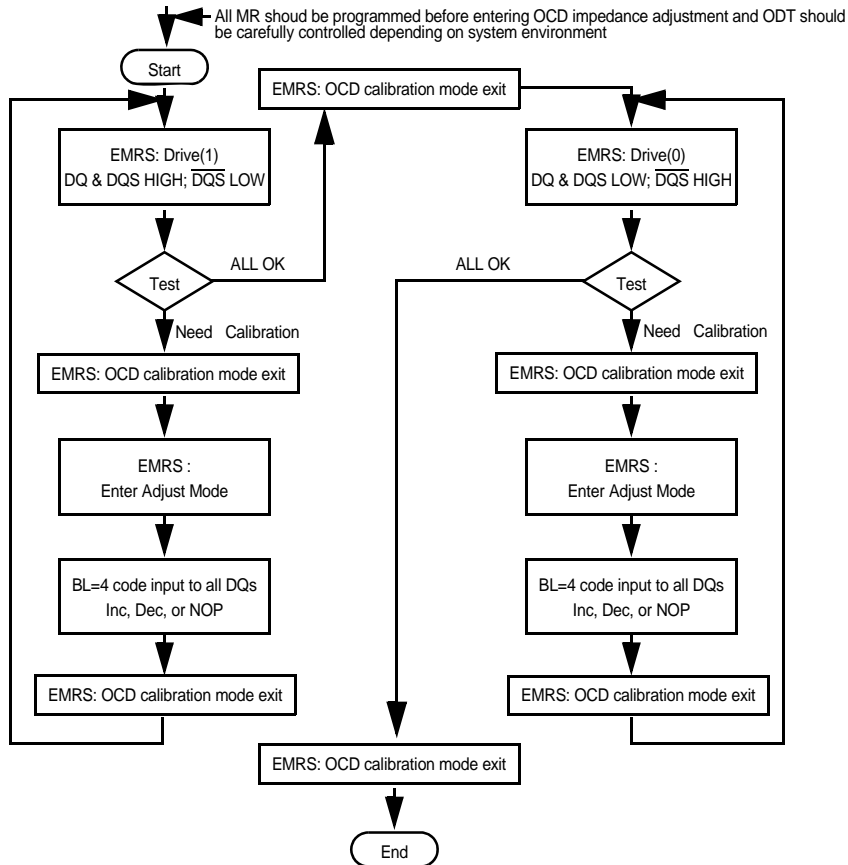 All MR shoud be programmed before entering OCD impedance adjustment and ODT should
be carefully controlled depending on system environment
Start
EMRS: OCD calibration mode exit
EMRS: Drive(1)
DQ & DQS HIGH; DQS LOW
Test
ALL OK
Need Calibration
EMRS: OCD calibration mode exit
EMRS :
Enter Adjust Mode
BL=4 code input to all DQs
Inc, Dec, or NOP
EMRS: OCD calibration mode exit
EMRS: Drive(0)
DQ & DQS LOW; DQS HIGH
ALL OK
Test
Need Calibration
EMRS: OCD calibration mode exit
EMRS :
Enter Adjust Mode
BL=4 code input to all DQs
Inc, Dec, or NOP
EMRS: OCD calibration mode exit
EMRS: OCD calibration mode exit
End